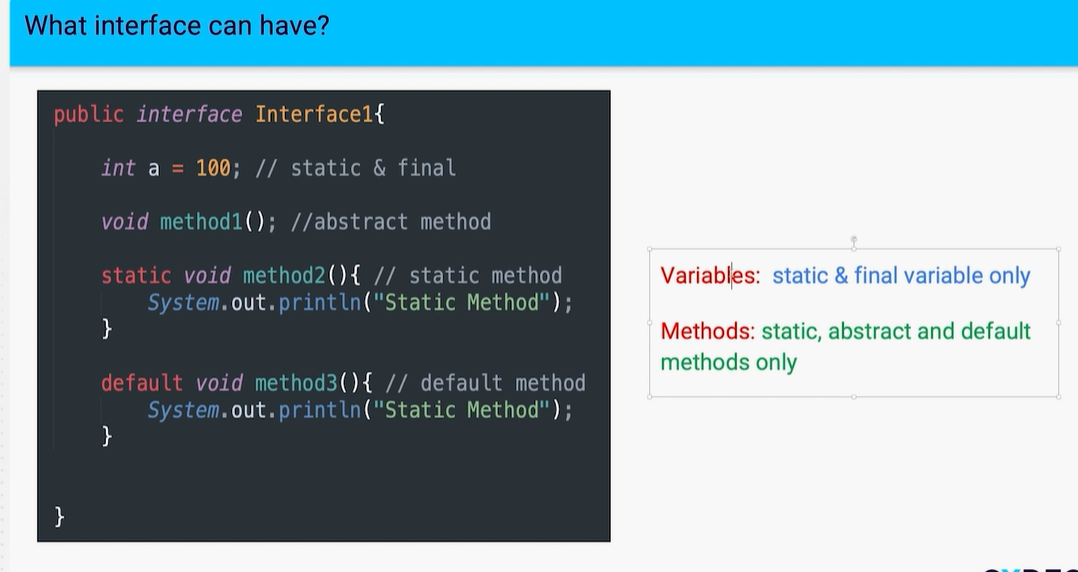 What interface can have?
public interface Interface1{
int a = 100; // static & final
void method1(); //abstract method
static void method2(){ // static method
System.out.println("Static Method");
}
default void method3(){ // default method
System.out.println("Static Method");
}
}
Variables: static & final variable only
Methods: static, abstract and default
methods only